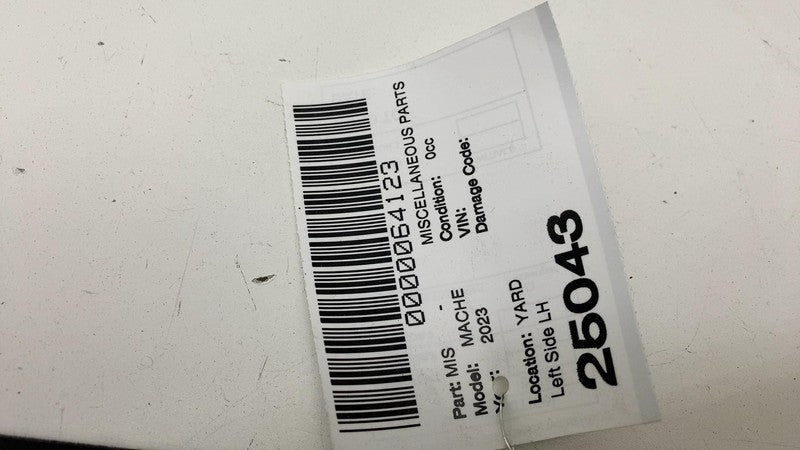 0000064123
MISCELLANEOUS PARTS
Part: MIS -
Condition: 0cc
Model: MACHE
VIN:
2023
Damage Code:
Location: YARD
Left Side LH
25043